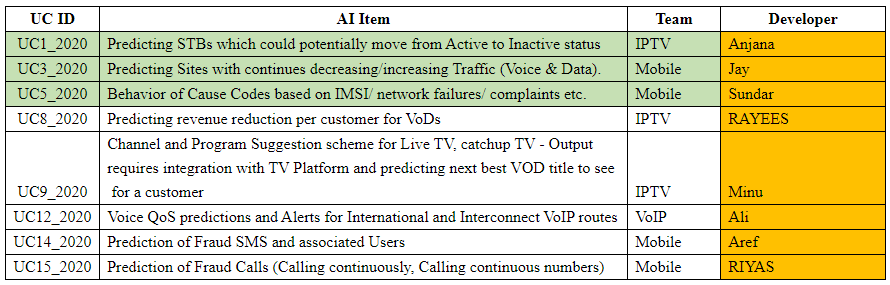 UC ID AI Item Team Developer
UC1_2020 Predicting STBs which could potentially move from Active to Inactive status IPTV Anjana
UC3_2020 Predicting Sites with continues decreasing/increasing Traffic (Voice & Data). Mobile Jay
UC5_2020 Behavior of Cause Codes based on IMSI/ network failures/ complaints etc. Mobile Sundar
UC8_2020 Predicting revenue reduction per customer for VoDs IPTV RAYEES
Channel and Program Suggestion scheme for Live TV, catchup TV - Output
requires integration with TV Platform and predicting next best VOD title to see
UC9_2020 for a customer IPTV Minu
UC12_2020 Voice QoS predictions and Alerts for International and Interconnect VoIP routes VoIP Ali
UC14_2020 Prediction of Fraud SMS and associated Users Mobile Aref
UC15_2020 Prediction of Fraud Calls (Calling continuously, Calling continuous numbers) Mobile RIYAS